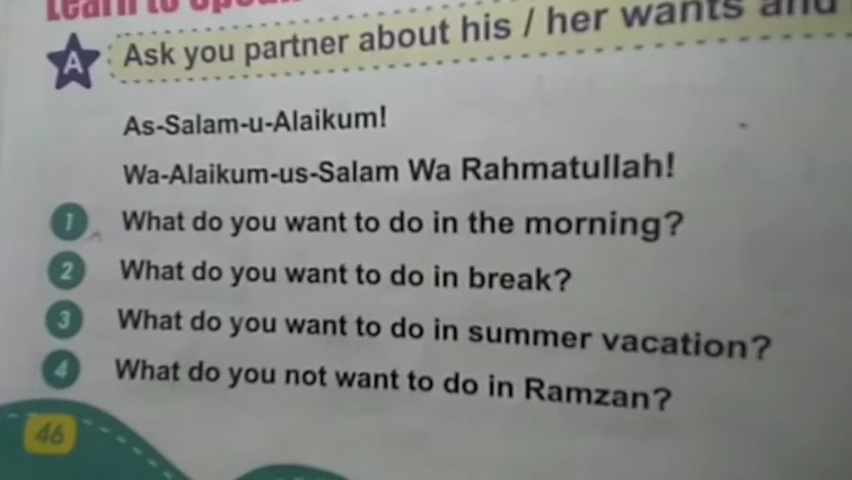 Learn to
A Ask you partner about his / her wants and
As-Salam-u-Alaikum!
Wa-Alaikum-us-Salam Wa Rahmatullah!
1 What do you want to do in the morning?
2 What do you want to do in break?
3 What do you want to do in summer vacation?
4 What do you not want to do in Ramzan?
46